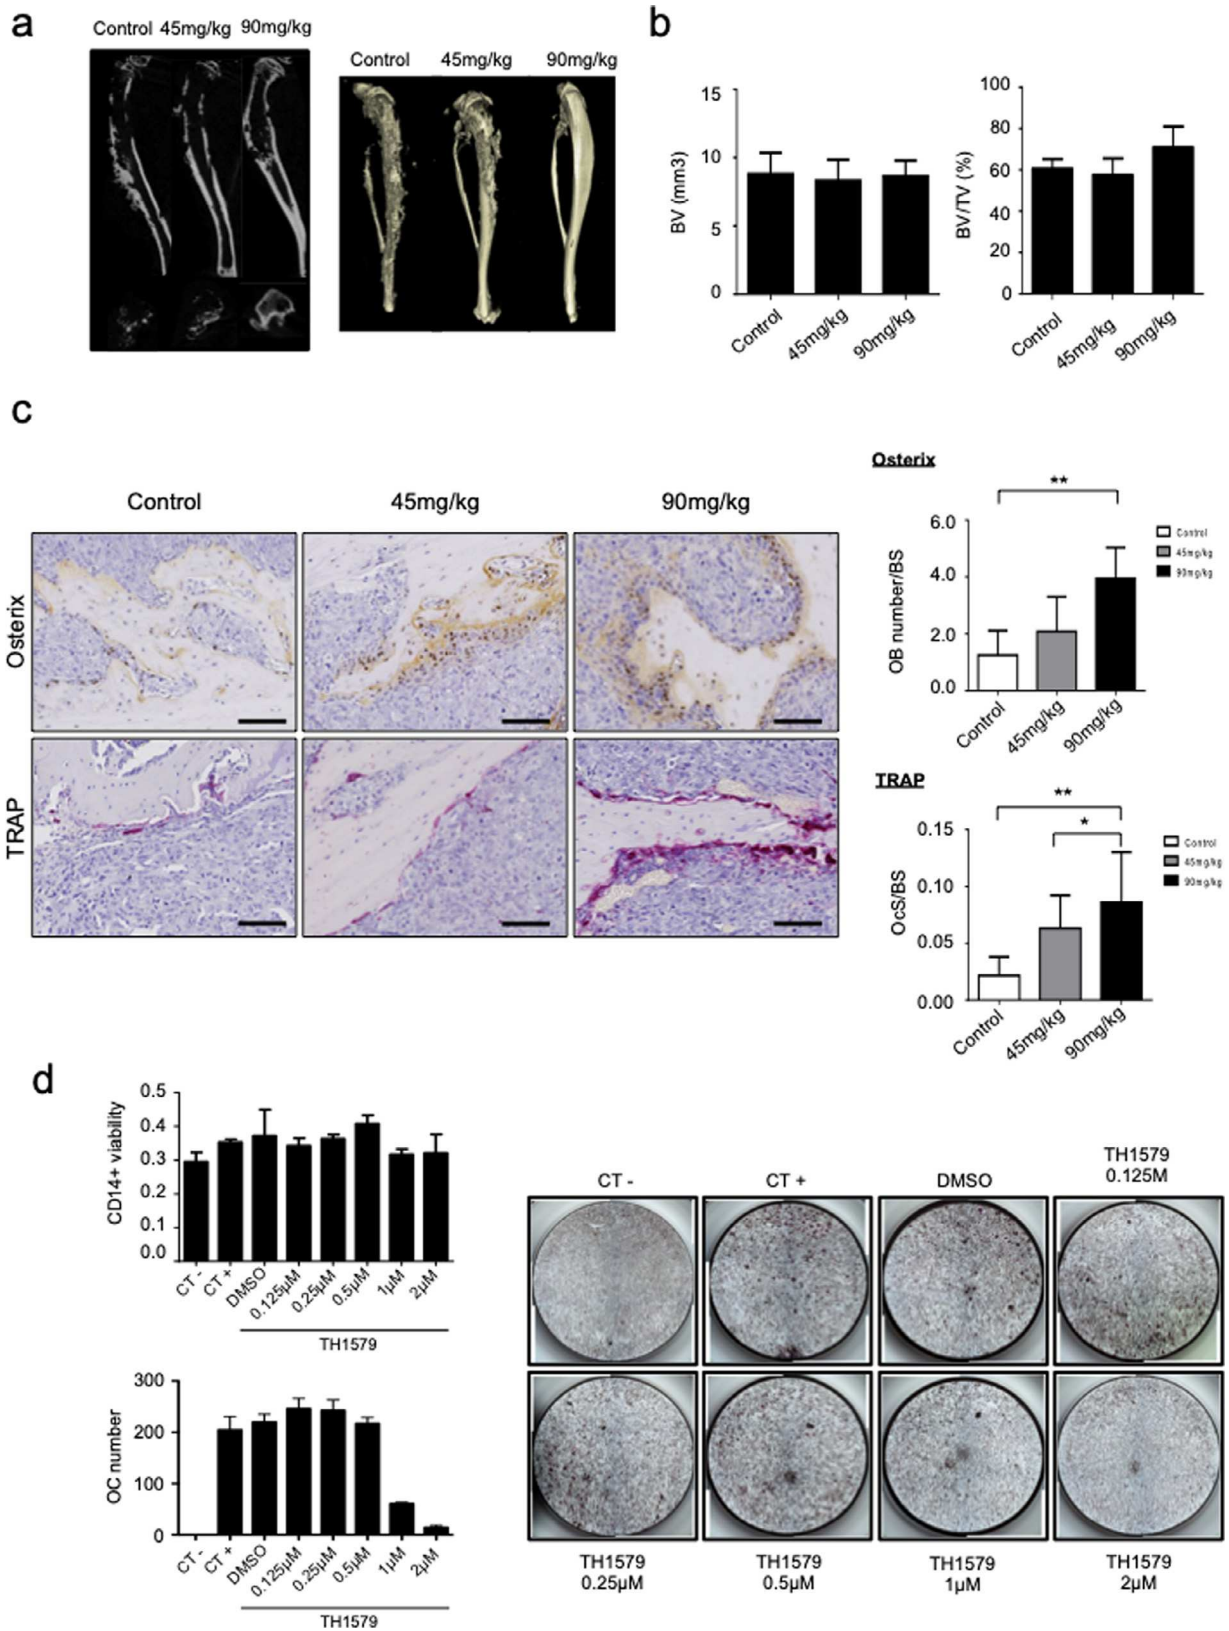 a
Control 45mg/kg 90mg/kg
Control 45mg/kg 90mg/kg
b
15
10
5
0
BV (mm3)
Control 45mg/kg 90mg/kg
100
80
60
40
20
0
BV/TV (%)
Control 45mg/kg 90mg/kg
c
Control 45mg/kg 90mg/kg
Osterix
TRAP
Osterix
**
6.0
4.0
2.0
0.0
OB number/BS
Control
45mg/kg
90mg/kg
Control 45mg/kg 90mg/kg
TRAP
**
*
0.15
0.10
0.05
0.00
OcS/BS
Control
45mg/kg
90mg/kg
Control 45mg/kg 90mg/kg
d
0.5
0.4
0.3
0.2
0.1
0.0
CD14+ viability
CT - CT + DMSO 0.125µM 0.25µM 0.5µM 1µM 2µM
TH1579
300
200
100
0
OC number
CT - CT + DMSO 0.125µM 0.25µM 0.5µM 1µM 2µM
TH1579
CT - CT + DMSO TH1579
0.125M
TH1579 TH1579 TH1579 TH1579
0.25µM 0.5µM 1µM 2µM